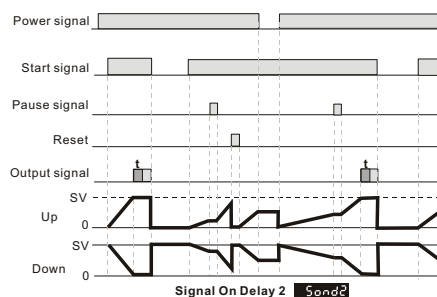 Power signal
Start signal
Pause signal
Reset
t
t
Output signal
SV
Up
0
SV
Down
0
Signal On Delay 2 Sond2